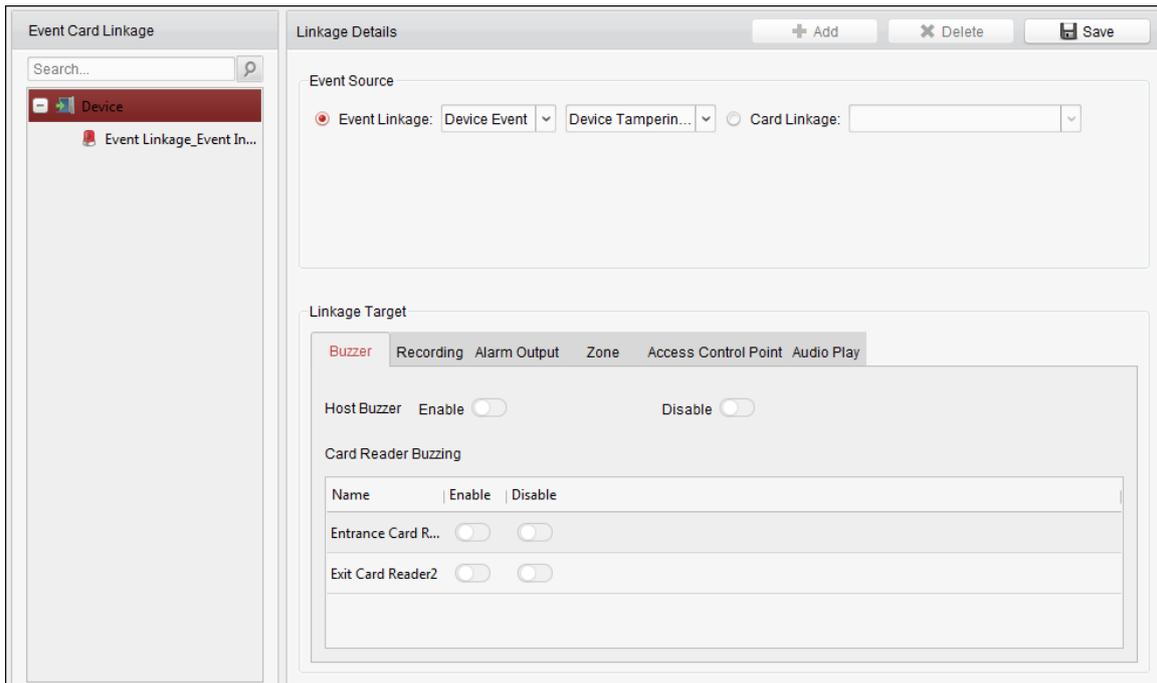 Event Card Linkage
Search...
Device
Event Linkage_Event In...
Linkage Details
Add
Delete
Save
Event Source
Event Linkage: Device Event Device Tamperin... Card Linkage:
Linkage Target
Buzzer Recording Alarm Output Zone Access Control Point Audio Play
Host Buzzer Enable Disable
Card Reader Buzzing
Name Enable Disable
Entrance Card R...
Exit Card Reader2